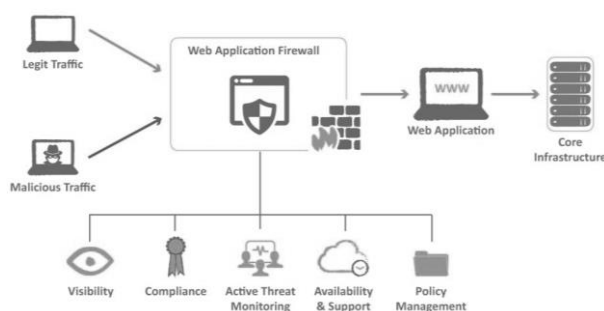 Web Application Firewall
Legit Traffic
WWW
Web Application
Core
Infrastructure
Malicious Traffic
Visibility
Compliance
Active Threat
Monitoring
Availability
& Support
Policy
Management